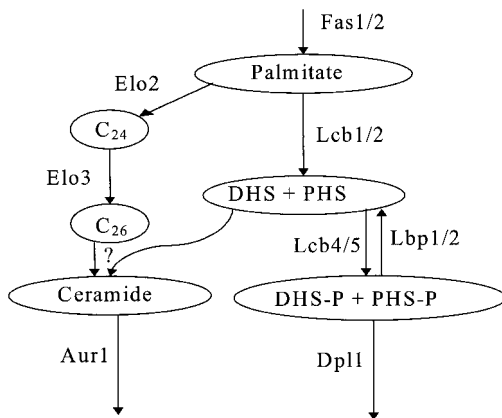 Fas1/2
Palmitate
Elo2
C24
Lcb1/2
Elo3
DHS + PHS
C26
?
Lcb4/5
Lbp1/2
Ceramide
DHS-P + PHS-P
Aur1
Dpl1